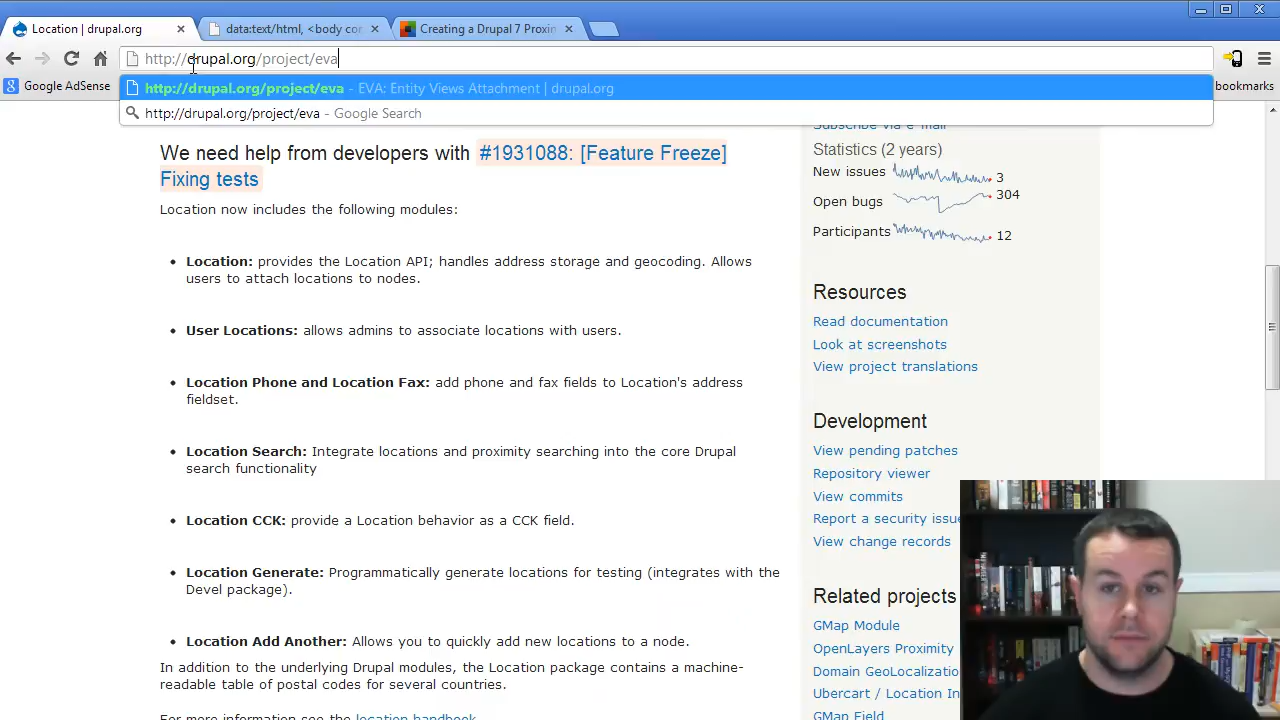 Location | drupal.org
data:text/html, <body cor
Creating a Drupal 7 Proxin
http://drupal.org/project/eva
Google AdSense
http://drupal.org/project/eva - EVA: Entity Views Attachment | drupal.org
bookmarks
http://drupal.org/project/eva - Google Search
Subscribe via e-mail
We need help from developers with #1931088: [Feature Freeze]
Fixing tests
Location now includes the following modules:
Location: provides the Location API; handles address storage and geocoding. Allows
users to attach locations to nodes.
User Locations: allows admins to associate locations with users.
Location Phone and Location Fax: add phone and fax fields to Location's address
fieldset.
Location Search: Integrate locations and proximity searching into the core Drupal
search functionality
Location CCK: provide a Location behavior as a CCK field.
Location Generate: Programmatically generate locations for testing (integrates with the
Devel package).
Location Add Another: Allows you to quickly add new locations to a node.
In addition to the underlying Drupal modules, the Location package contains a machine-
readable table of postal codes for several countries.
For more information see the location handbook
Statistics (2 years)
New issues 3
Open bugs 304
Participants 12
Resources
Read documentation
Look at screenshots
View project translations
Development
View pending patches
Repository viewer
View commits
Report a security issue
View change records
Related projects
GMap Module
OpenLayers Proximity
Domain GeoLocalizatio
Ubercart / Location In
GMap Field